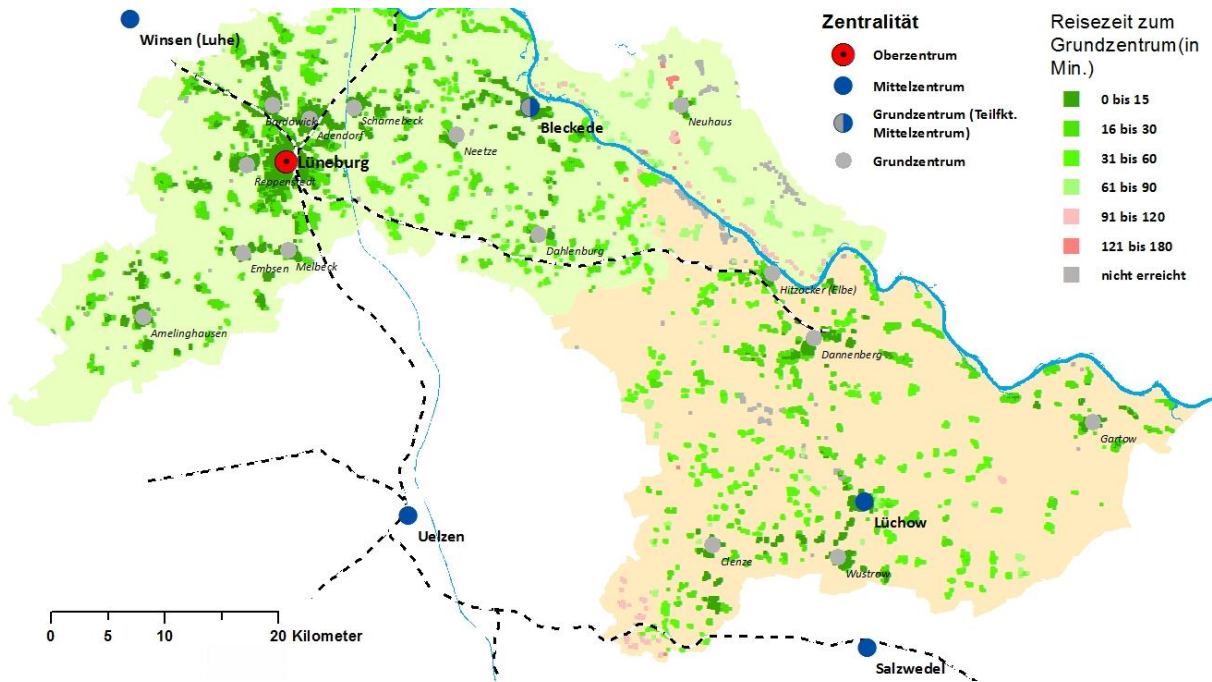 Winsen (Luhe)
Bardowick
Adendorf
Scharnebeck
Bleckede
Neuhaus
Neetze
Lüneburg
Reppenstedt
Embsen
Melbeck
Dahlenburg
Hitzacker (Elbe)
Amelinghausen
Dannenberg
Gartow
Lüchow
Uelzen
Clenze
Wustrow
Salzwedel
0 5 10 20 Kilometer
Zentralität
Oberzentrum
Mittelzentrum
Grundzentrum (Teilfkt.
Mittelzentrum)
Grundzentrum
Reisezeit zum
Grundzentrum(in
Min.)
0 bis 15
16 bis 30
31 bis 60
61 bis 90
91 bis 120
121 bis 180
nicht erreicht